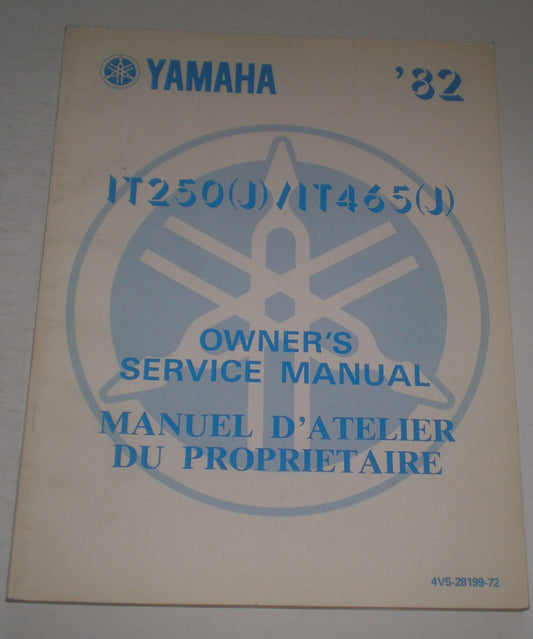 YAMAHA '82
IT250(J)/IT465(J)
OWNER'S
SERVICE MANUAL
MANUEL D'ATELIER
DU PROPRIETAIRE
4V5-28199-72